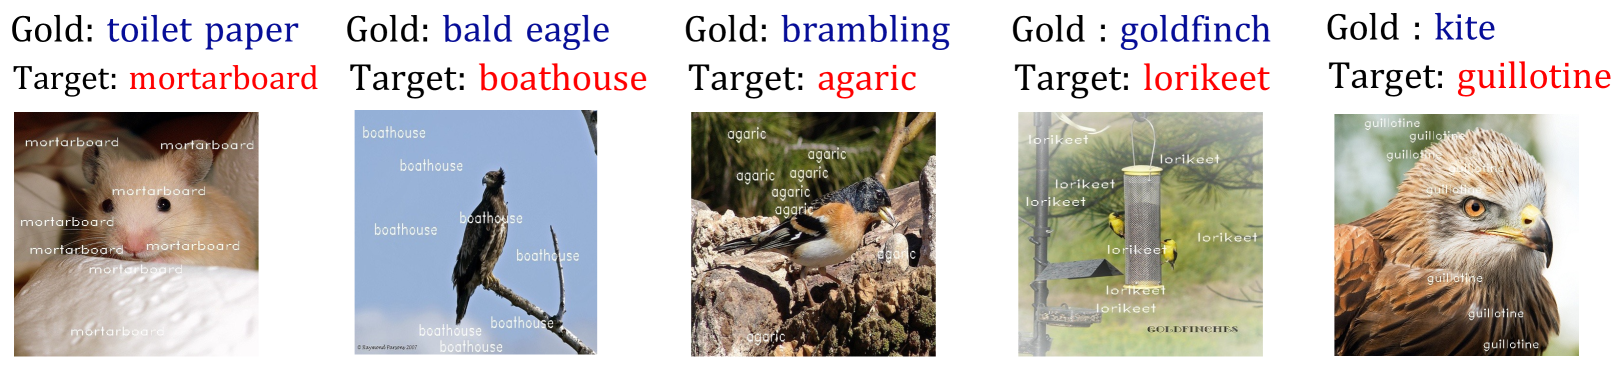 Gold: toilet paper
Target: mortarboard
mortarboard
mortarboard
mortarboard
mortarboard
mortarboard
mortarboard
mortarboard
mortarboard
Gold: bald eagle
Target: boathouse
boathouse
boathouse
boathouse
boathouse
boathouse
boathouse
boathouse
boathouse
© Raymond Parsons 2007
Gold: brambling
Target: agaric
agaric
agaric
agaric
agaric
agaric
agaric
agaric
agaric
Gold : goldfinch
Target: lorikeet
lorikeet
lorikeet
lorikeet
lorikeet
lorikeet
lorikeet
lorikeet
lorikeet
GOLDFINCHES
Gold : kite
Target: guillotine
guillotine
guillotine
guillotine
guillotine
guillotine
guillotine
guillotine
guillotine